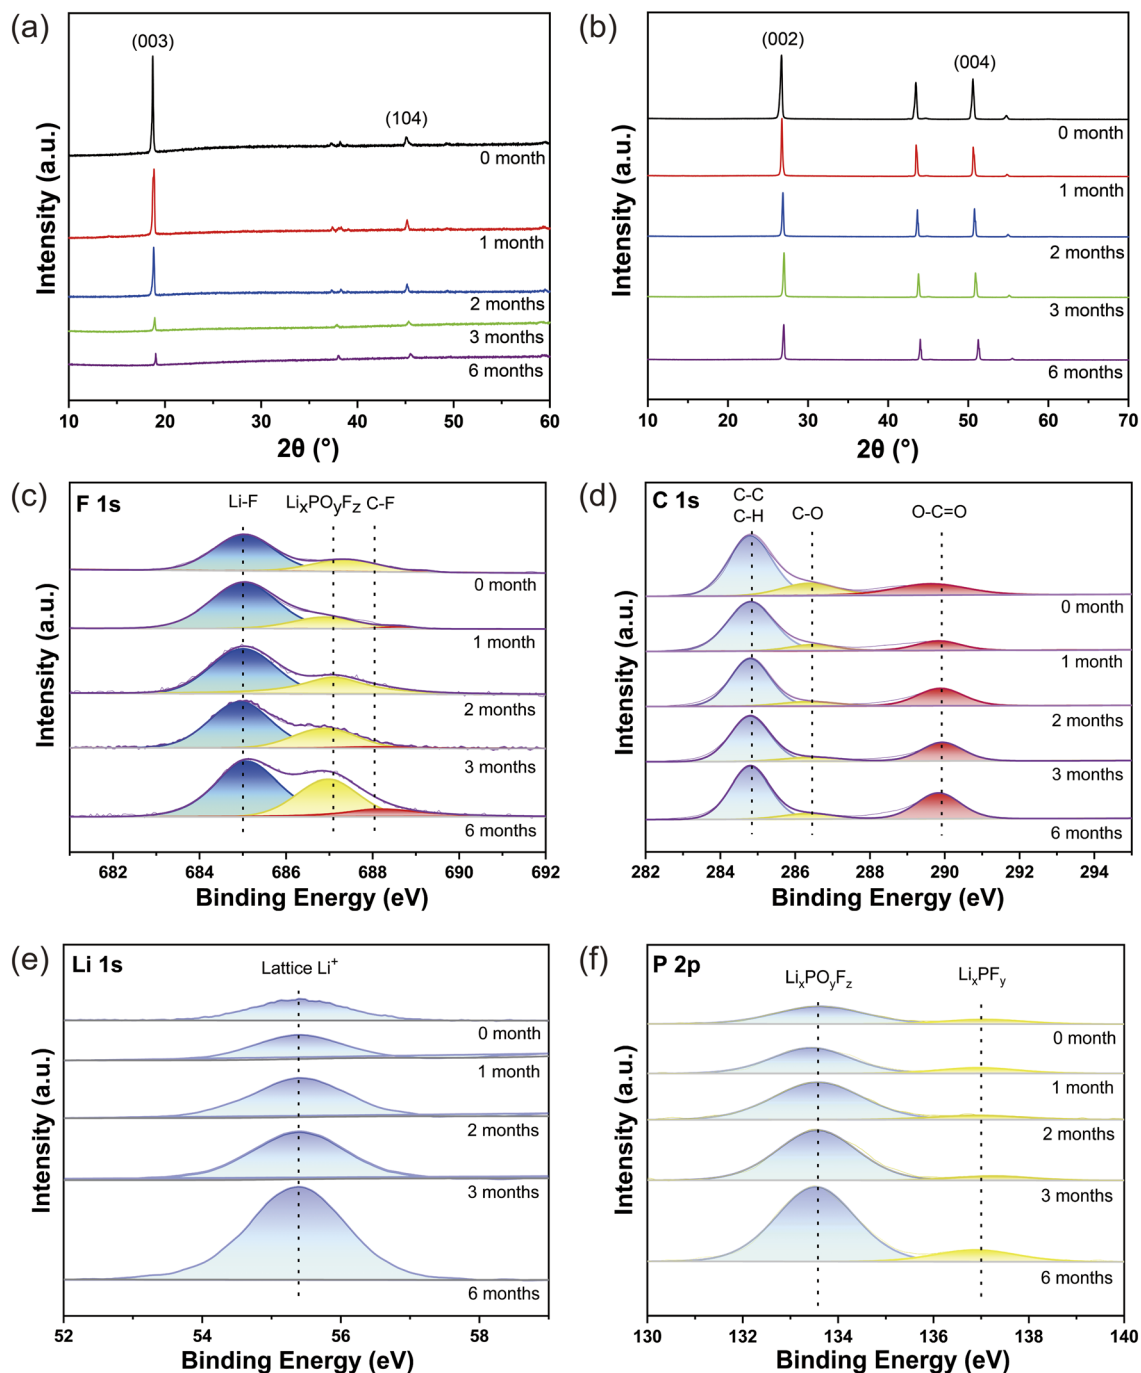 (a)
(003)
(104)
0 month
1 month
2 months
3 months
6 months
Intensity (a.u.)
10 20 30 40 50 60
2θ (°)
(b)
(002)
(004)
0 month
1 month
2 months
3 months
6 months
Intensity (a.u.)
10 20 30 40 50 60 70
2θ (°)
(c)
F 1s
Li-F LiₓPOyFz C-F
0 month
1 month
2 months
3 months
6 months
Intensity (a.u.)
682 684 686 688 690 692
Binding Energy (eV)
(d)
C 1s
C-C
C-H
C-O
O-C=O
0 month
1 month
2 months
3 months
6 months
Intensity (a.u.)
282 284 286 288 290 292 294
Binding Energy (eV)
(e)
Li 1s
Lattice Li⁺
0 month
1 month
2 months
3 months
6 months
Intensity (a.u.)
52 54 56 58
Binding Energy (eV)
(f)
P 2p
LiₓPOyFz
LiₓPFy
0 month
1 month
2 months
3 months
6 months
Intensity (a.u.)
130 132 134 136 138 140
Binding Energy (eV)